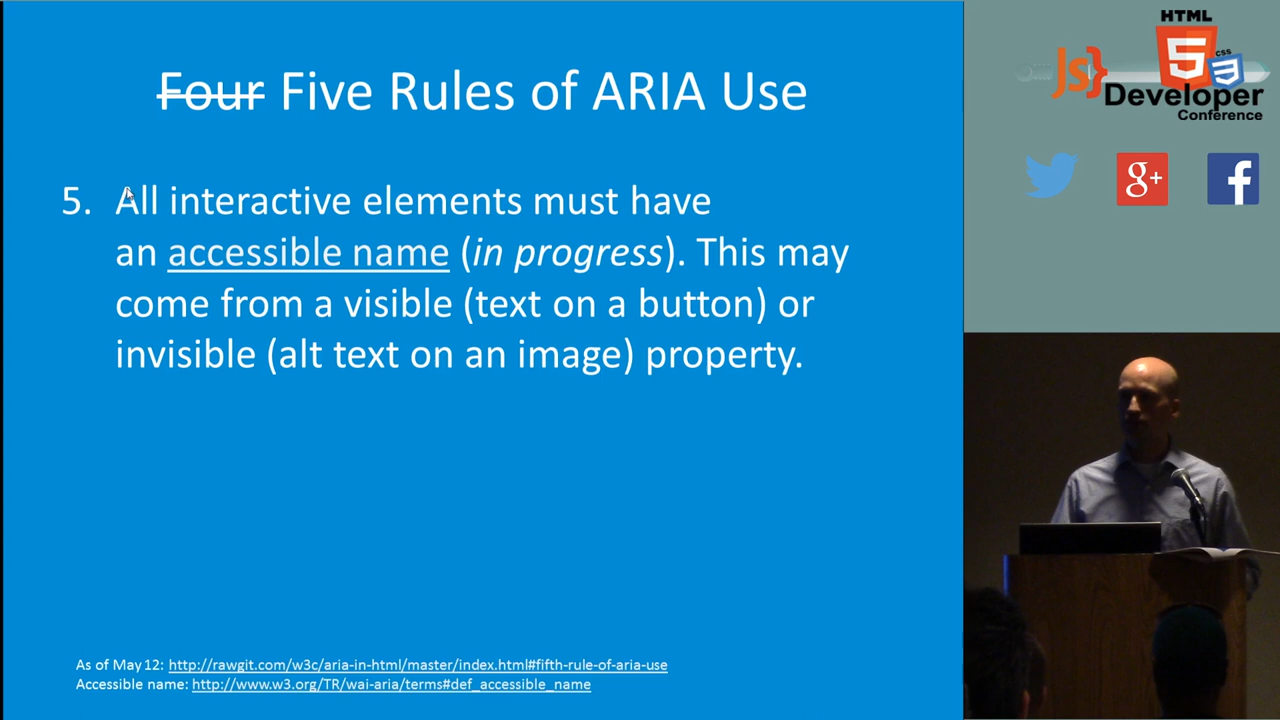 Four Five Rules of ARIA Use
5. All interactive elements must have
an accessible name (in progress). This may
come from a visible (text on a button) or
invisible (alt text on an image) property.
As of May 12: http://rawgit.com/w3c/aria-in-html/master/index.html#fifth-rule-of-aria-use
Accessible name: http://www.w3.org/TR/wai-aria/terms#def_accessible_name
HTML
JS} 5 CSS 3
Developer
Conference
g+ f